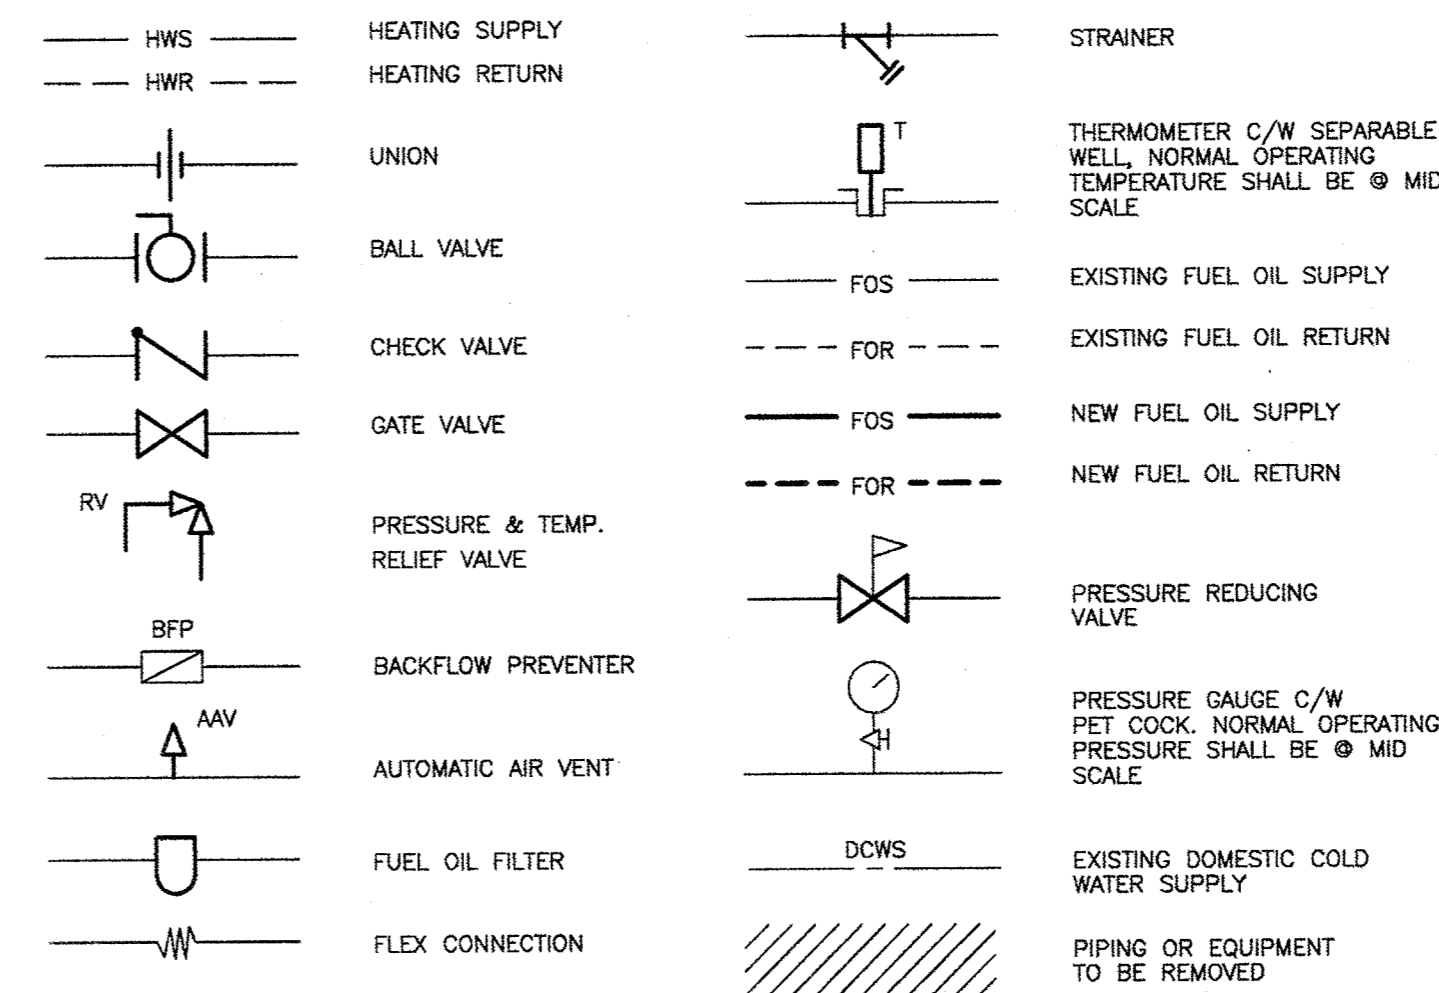 HWS HEATING SUPPLY
HWR HEATING RETURN
UNION
BALL VALVE
CHECK VALVE
GATE VALVE
RV
PRESSURE & TEMP.
RELIEF VALVE
BFP
BACKFLOW PREVENTER
AAV
AUTOMATIC AIR VENT
FUEL OIL FILTER
FLEX CONNECTION
STRAINER
T
THERMOMETER C/W SEPARABLE
WELL, NORMAL OPERATING
TEMPERATURE SHALL BE @ MID
SCALE
FOS EXISTING FUEL OIL SUPPLY
FOR EXISTING FUEL OIL RETURN
FOS NEW FUEL OIL SUPPLY
FOR NEW FUEL OIL RETURN
PRESSURE REDUCING
VALVE
PRESSURE GAUGE C/W
PET COCK. NORMAL OPERATING
PRESSURE SHALL BE @ MID
SCALE
DCWS
EXISTING DOMESTIC COLD
WATER SUPPLY
PIPING OR EQUIPMENT
TO BE REMOVED